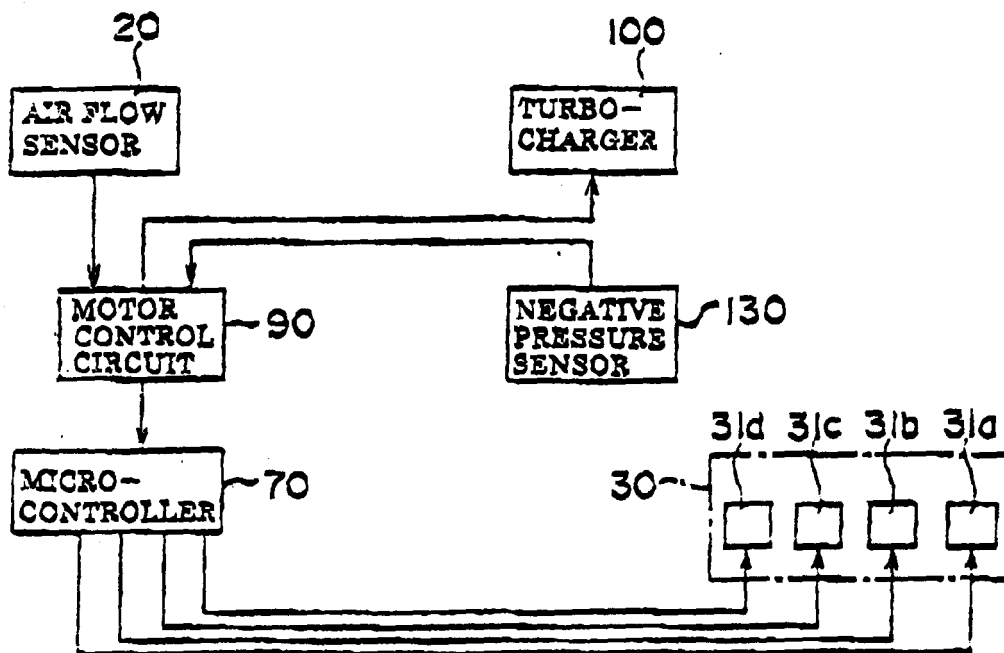 20
100
AIR FLOW
SENSOR
TURBO-
CHARGER
MOTOR
CONTROL
CIRCUIT
90
NEGATIVE
PRESSURE
SENSOR
130
MICRO-
CONTROLLER
70
31d
31c
31b
31a
30